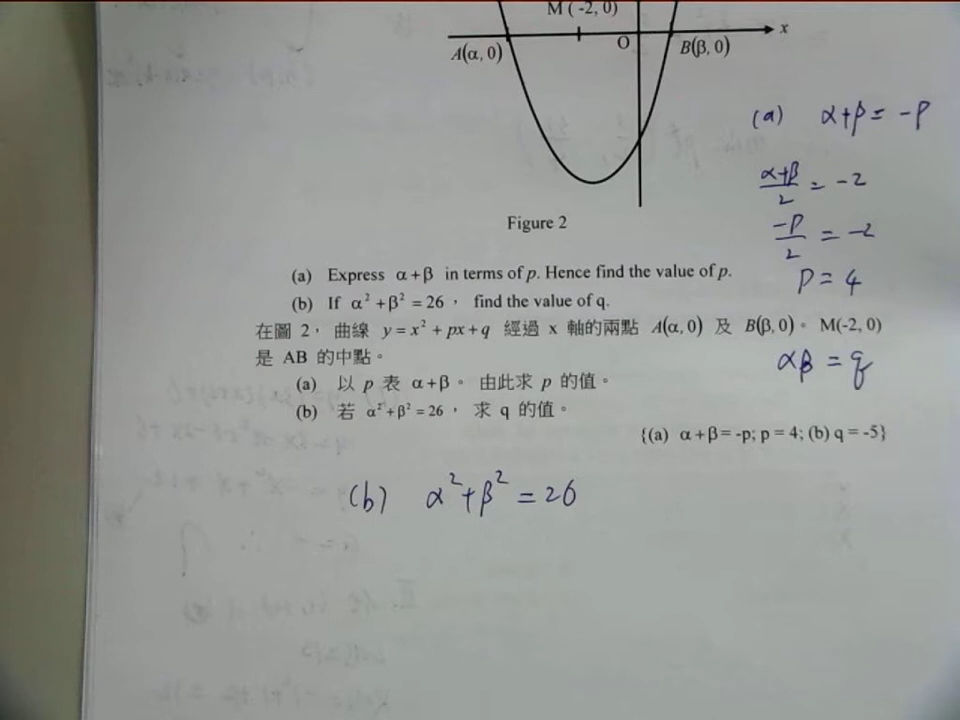 M ( -2, 0)
x
A(α, 0)
O
B(β, 0)
Figure 2
(a) α+β = -P
α+β/2 = -2
-P/2 = -2
P = 4
αβ = q
(a) Express α+β in terms of p. Hence find the value of p.
(b) If α² +β² = 26 , find the value of q.
在圖 2, 曲線 y = x² + px + q 經過 x 軸的兩點 A(α, 0) 及 B(β, 0)。 M(-2, 0)
是 AB 的中點。
(a) 以 p 表 α+β。 由此求 p 的值。
(b) 若 α²+β² = 26 , 求 q 的值。
{(a) α+β = -p; p = 4; (b) q = -5}
(b) α²+β² = 26